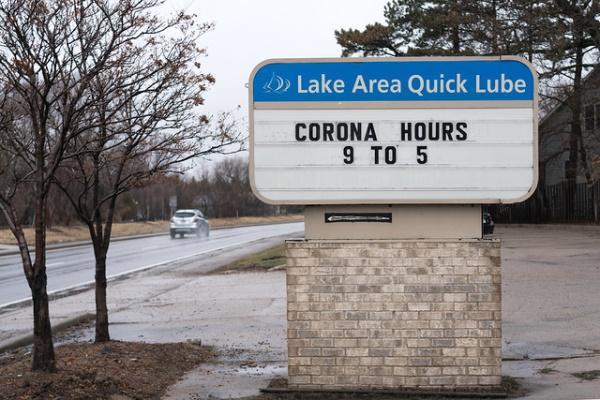 Lake Area Quick Lube
CORONA HOURS
9 TO 5